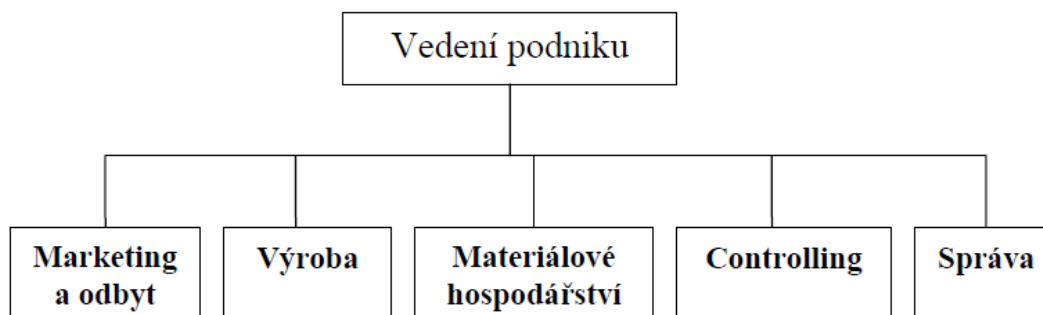 Vedení podniku
Marketing
a odbyt
Výroba
Materiálové
hospodářství
Controlling
Správa